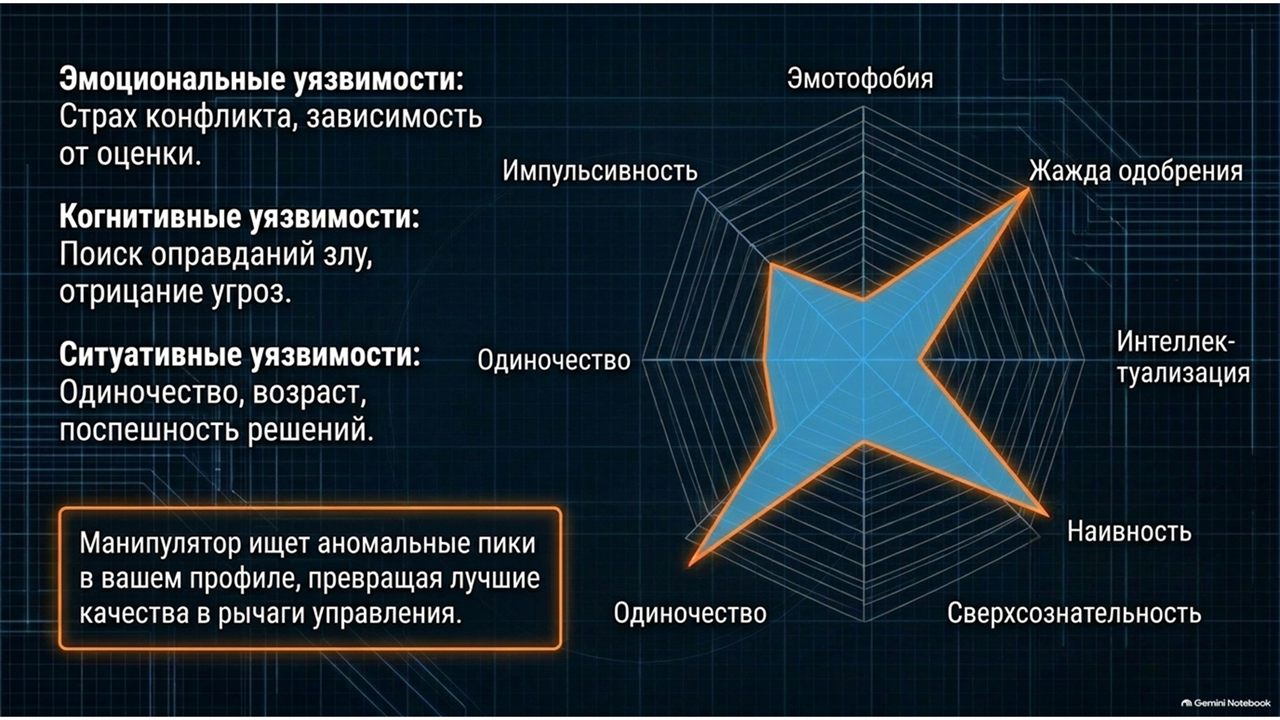 Эмоциональные уязвимости:
Страх конфликта, зависимость
от оценки.
Когнитивные уязвимости:
Поиск оправданий злу,
отрицание угроз.
Ситуативные уязвимости:
Одиночество, возраст,
поспешность решений.
Манипулятор ищет аномальные пики
в вашем профиле, превращая лучшие
качества в рычаги управления.
Эмотофобия
Жажда одобрения
Интеллек-
туализация
Наивность
Сверхсознательность
Одиночество
Одиночество
Импульсивность
Gemini Notebook